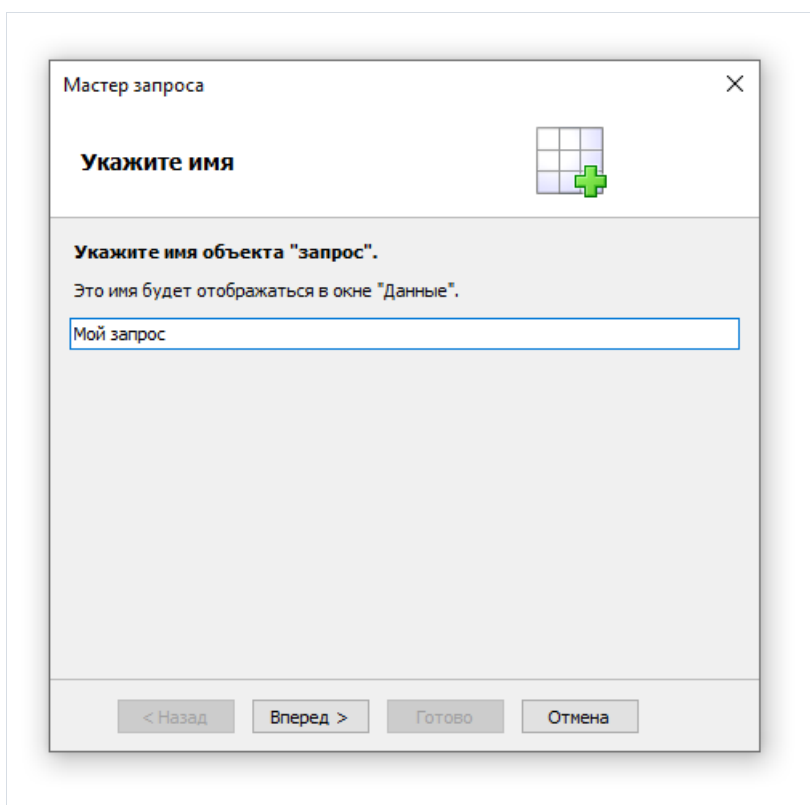 Мастер запроса
Укажите имя
Укажите имя объекта "запрос".
Это имя будет отображаться в окне "Данные".
Мой запрос
< Назад Вперед > Готово Отмена